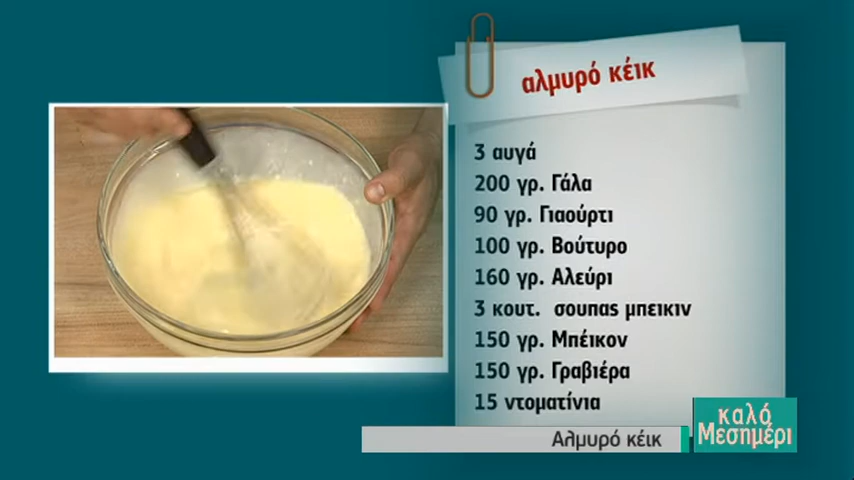 αλμυρό κέικ
3 αυγά
200 γρ. Γάλα
90 γρ. Γιαούρτι
100 γρ. Βούτυρο
160 γρ. Αλεύρι
3 κουτ. σουπας μπεικιν
150 γρ. Μπέικον
150 γρ. Γραβιέρα
15 ντοματίνια
Αλμυρό κέικ
καλό
Μεσημέρι